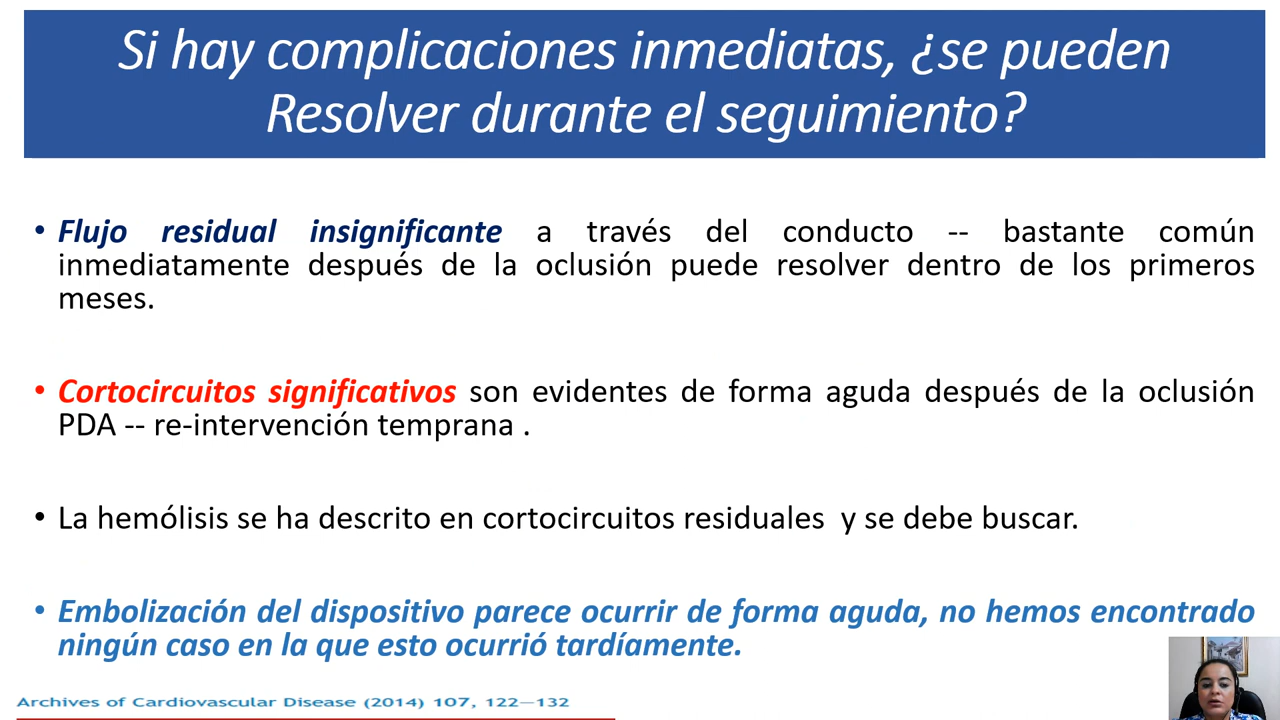 Si hay complicaciones inmediatas, ¿se pueden
Resolver durante el seguimiento?
• Flujo residual insignificante a través del conducto -- bastante común
inmediatamente después de la oclusión puede resolver dentro de los primeros
meses.
• Cortocircuitos significativos son evidentes de forma aguda después de la oclusión
PDA -- re-intervención temprana .
• La hemólisis se ha descrito en cortocircuitos residuales y se debe buscar.
• Embolización del dispositivo parece ocurrir de forma aguda, no hemos encontrado
ningún caso en la que esto ocurrió tardíamente.
Archives of Cardiovascular Disease (2014) 107, 122—132